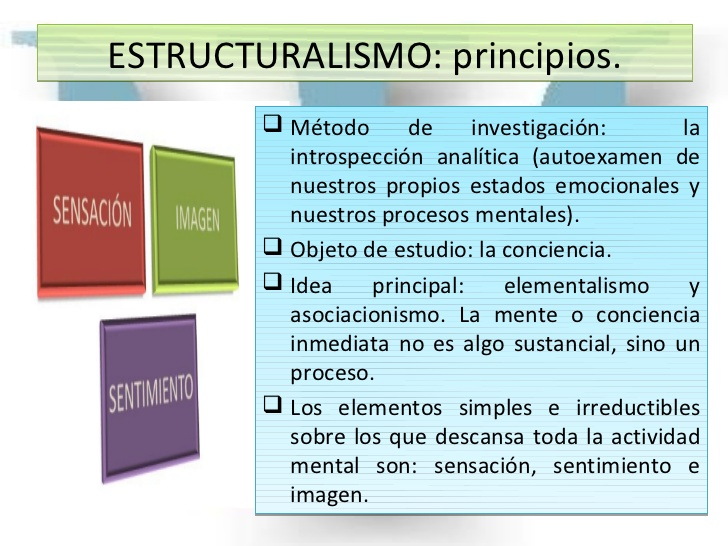 ESTRUCTURALISMO: principios.
SENSACIÓN
IMAGEN
SENTIMIENTO
Método de investigación: la
introspección analítica (autoexamen de
nuestros propios estados emocionales y
nuestros procesos mentales).
Objeto de estudio: la conciencia.
Idea principal: elementalismo y
asociacionismo. La mente o conciencia
inmediata no es algo sustancial, sino un
proceso.
Los elementos simples e irreductibles
sobre los que descansa toda la actividad
mental son: sensación, sentimiento e
imagen.